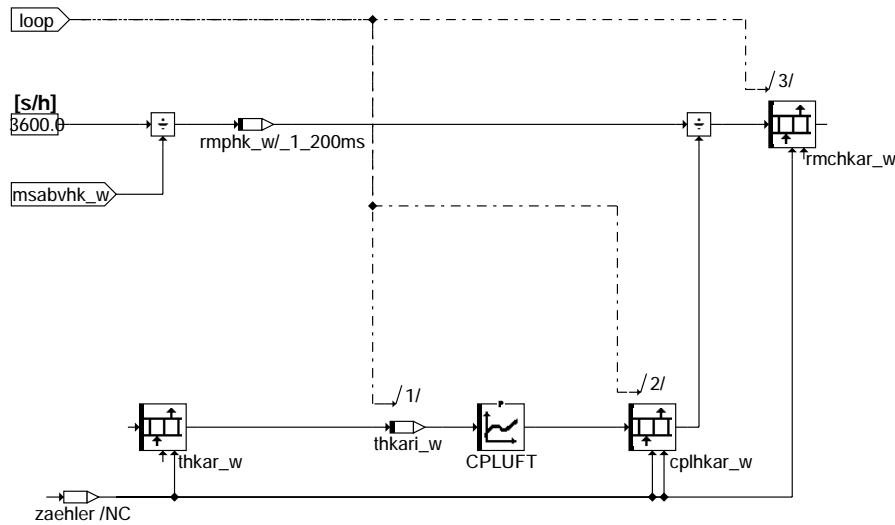 loop
/3/
[s/h]
3600.0
rmphk_w/_1_200ms
rmchkar_w
msabvhk_w
/1/
/2/
P
thkar_w
thkari_w
CPLUFT
cplhkar_w
zaehler /NC